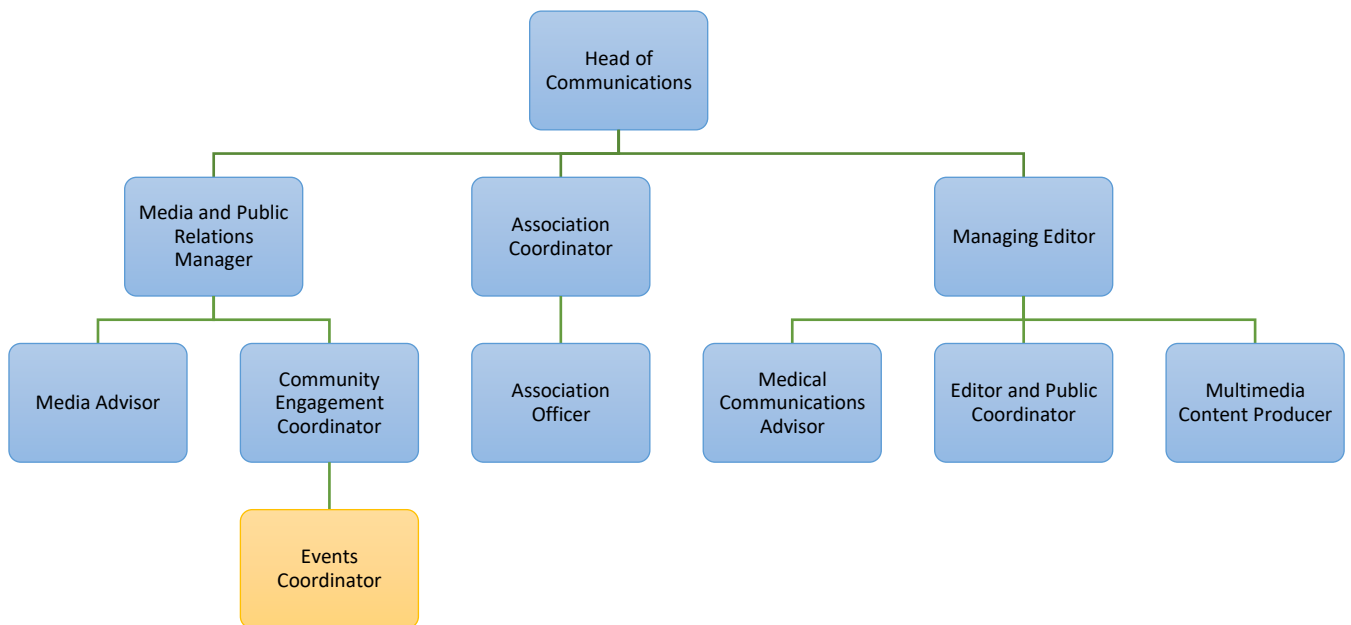 Head of
Communications
Media and Public
Relations
Manager
Association
Coordinator
Managing Editor
Media Advisor
Community
Engagement
Coordinator
Association
Officer
Medical
Communications
Advisor
Editor and Public
Coordinator
Multimedia
Content Producer
Events
Coordinator